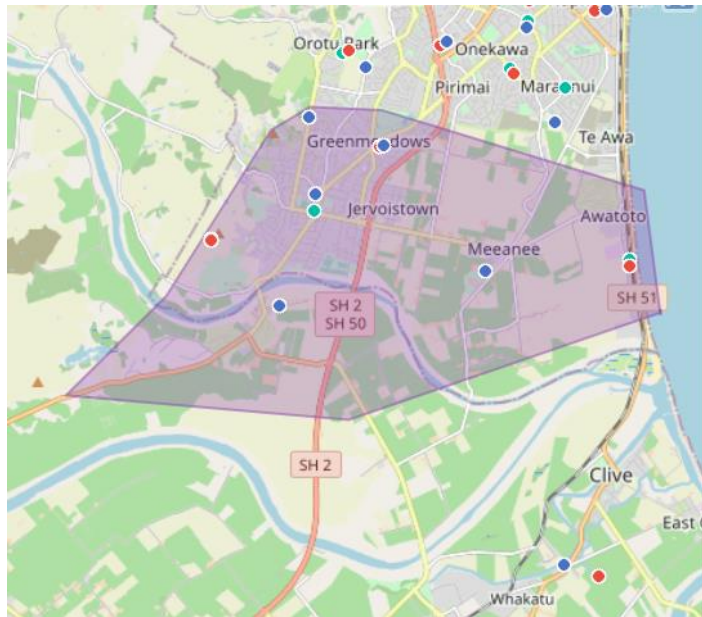 Orotu Park
Onekawa
Pirimai
Te Awa
Greenmeadows
Jervoistown
Awatoto
Meeanee
SH 51
SH 2
SH 50
SH 2
Clive
Whakatu